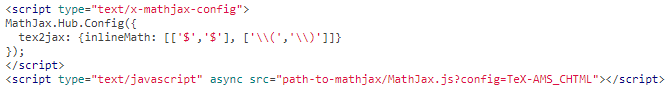 <script type="text/x-mathjax-config">
MathJax.Hub.Config({
  tex2jax: {inlineMath: [['$','$'], ['\\(','\\)']]}
});
</script>
<script type="text/javascript" async src="path-to-mathjax/MathJax.js?config=TeX-AMS_CHTML"></script>